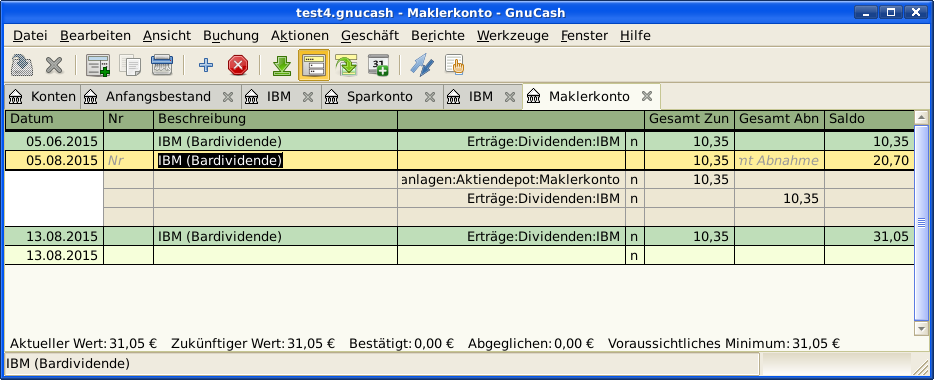 test4.gnucash - Maklerkonto - GnuCash
Datei Bearbeiten Ansicht Buchung Aktionen Geschäft Berichte Werkzeuge Fenster Hilfe
31
Konten Anfangsbestand IBM Sparkonto IBM Maklerkonto
Datum Nr Beschreibung Gesamt Zun Gesamt Abn Saldo
05.06.2015 IBM (Bardividende) Erträge:Dividenden:IBM n 10,35 10,35
05.08.2015 Nr IBM (Bardividende) 10,35 nt Abnahme 20,70
anlagen:Aktiendepot:Maklerkonto n 10,35
Erträge:Dividenden:IBM n 10,35
13.08.2015 IBM (Bardividende) Erträge:Dividenden:IBM n 10,35 31,05
13.08.2015 n
Aktueller Wert: 31,05 € Zukünftiger Wert: 31,05 € Bestätigt: 0,00 € Abgeglichen: 0,00 € Voraussichtliches Minimum: 31,05 €
IBM (Bardividende)